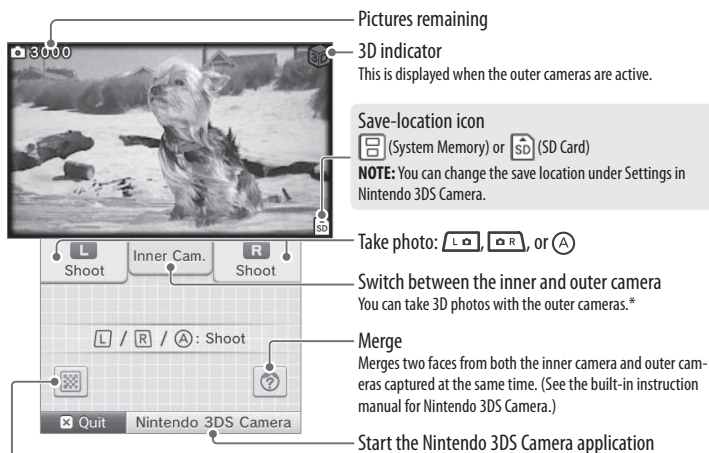 Pictures remaining
3000
3D indicator
3D
This is displayed when the outer cameras are active.
Save-location icon
(System Memory) or SD (SD Card)
NOTE: You can change the save location under Settings in
Nintendo 3DS Camera.
SD
Take photo: L, R, or A
L
Shoot
Inner Cam.
R
Shoot
Switch between the inner and outer camera
You can take 3D photos with the outer cameras.*
L / R / A: Shoot
Merge
Merges two faces from both the inner camera and outer cam-
eras captured at the same time. (See the built-in instruction
manual for Nintendo 3DS Camera.)
?
X Quit
Nintendo 3DS Camera
Start the Nintendo 3DS Camera application